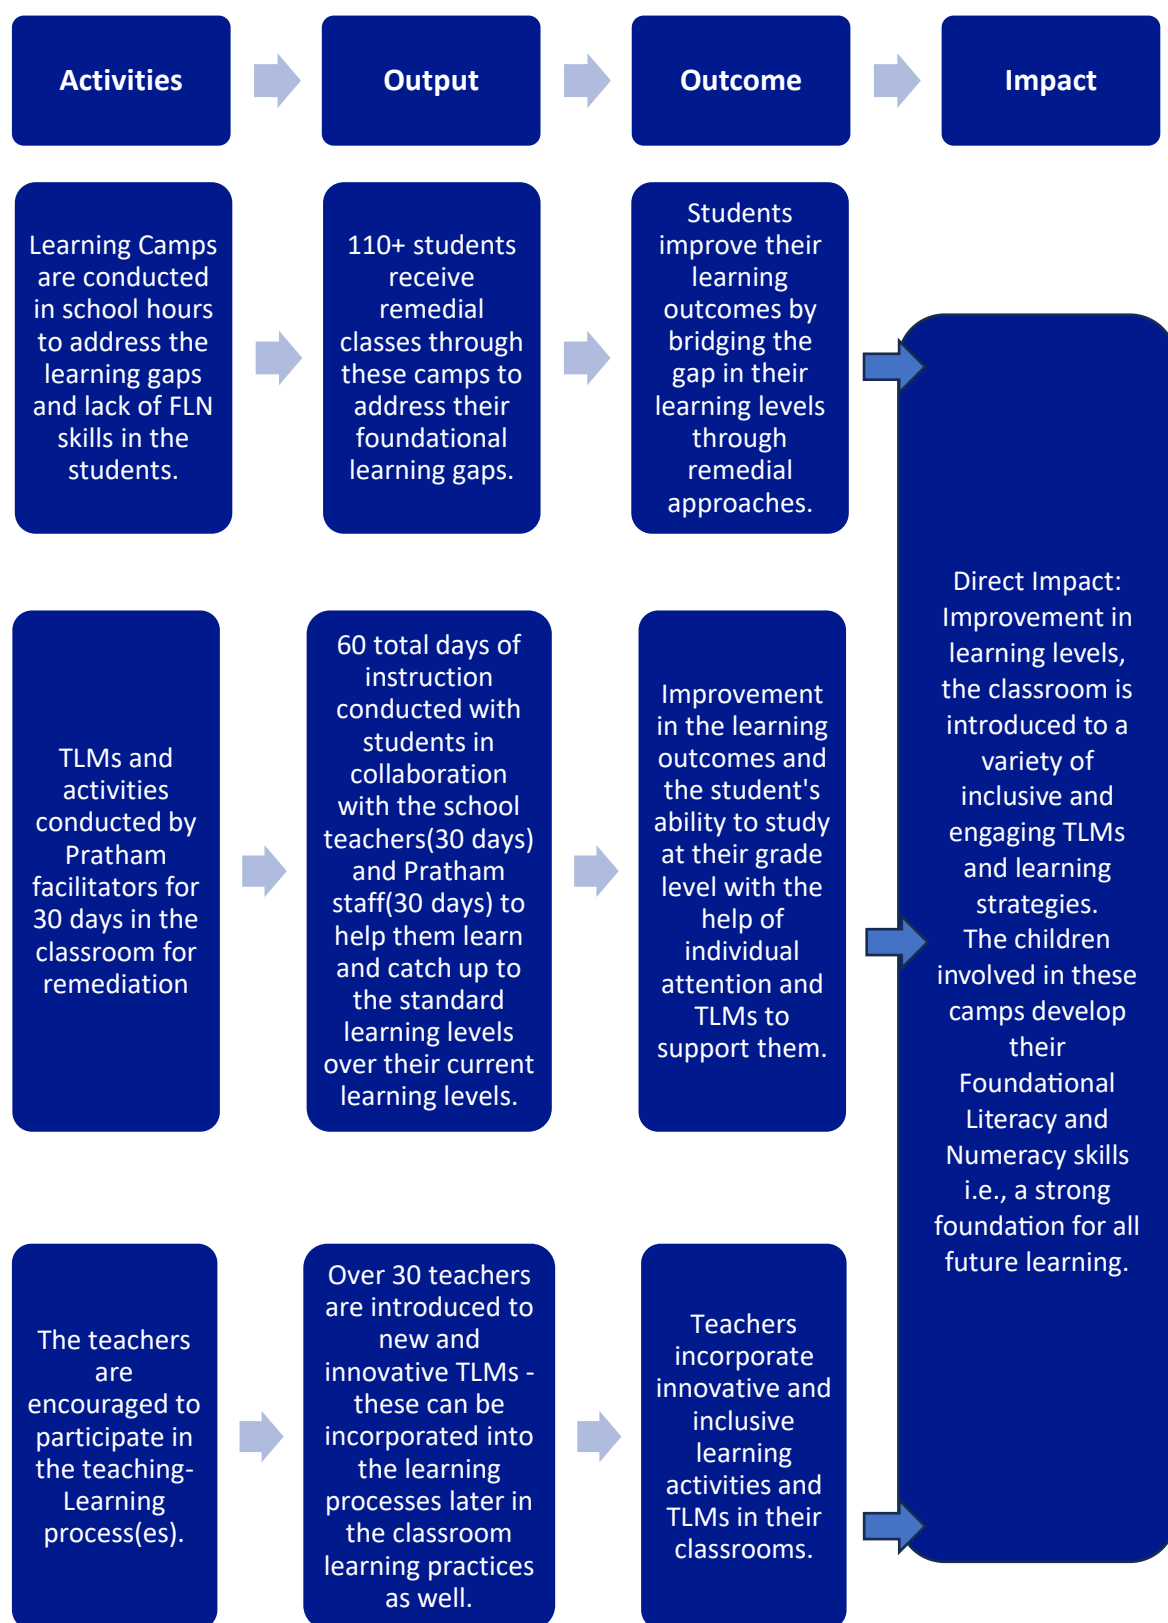 Activities
Output
Outcome
Impact
Learning Camps
are conducted
in school hours
to address the
learning gaps
and lack of FLN
skills in the
students.
110+ students
receive
remedial
classes through
these camps to
address their
foundational
learning gaps.
Students
improve their
learning
outcomes by
bridging the
gap in their
learning levels
through
remedial
approaches.
TLMs and
activities
conducted by
Pratham
facilitators for
30 days in the
classroom for
remediation
60 total days of
instruction
conducted with
students in
collaboration
with the school
teachers(30 days)
and Pratham
staff(30 days) to
help them learn
and catch up to
the standard
learning levels
over their current
learning levels.
Improvement
in the learning
outcomes and
the student's
ability to study
at their grade
level with the
help of
individual
attention and
TLMs to
support them.
The teachers
are
encouraged to
participate in
the teaching-
Learning
process(es).
Over 30 teachers
are introduced to
new and
innovative TLMs -
these can be
incorporated into
the learning
processes later in
the classroom
learning practices
as well.
Teachers
incorporate
innovative and
inclusive
learning
activities and
TLMs in their
classrooms.
Direct Impact:
Improvement in
learning levels,
the classroom is
introduced to a
variety of
inclusive and
engaging TLMs
and learning
strategies.
The children
involved in these
camps develop
their
Foundational
Literacy and
Numeracy skills
i.e., a strong
foundation for all
future learning.